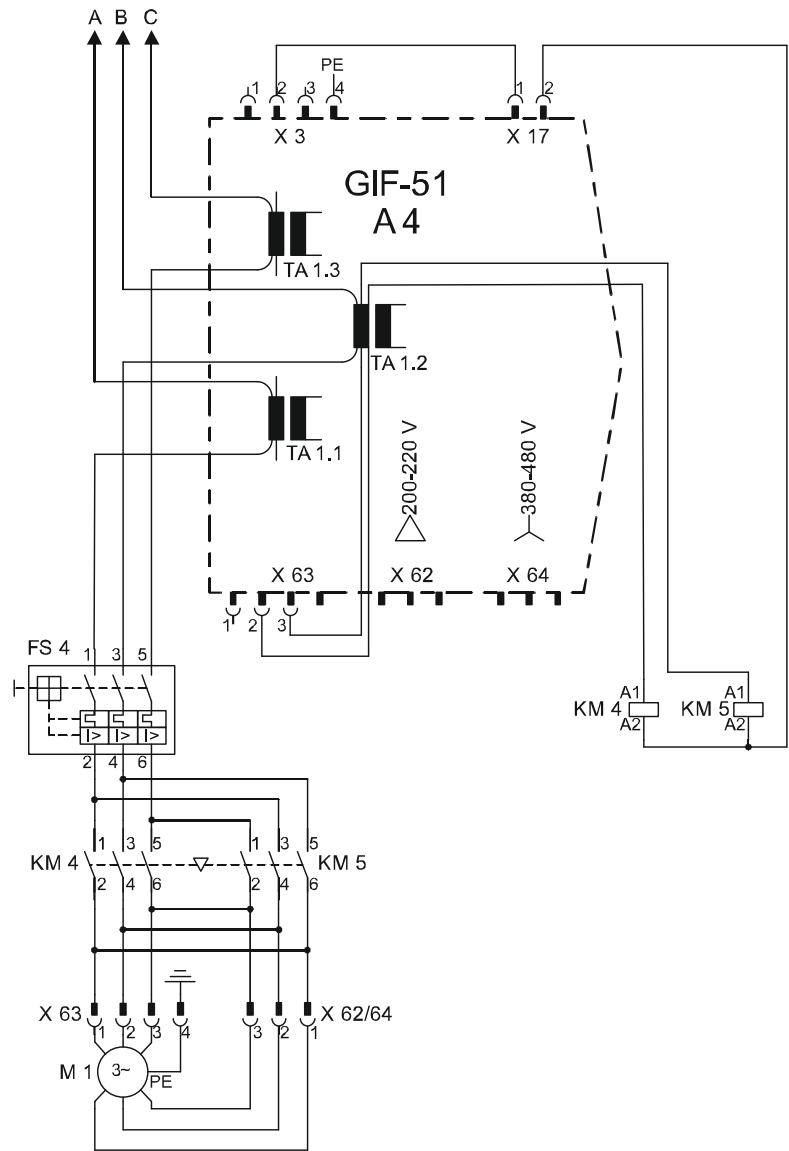 A B C
1 2 3 PE 4 1 2
X 3 X 17
GIF-51
A 4
TA 1.3
TA 1.2
TA 1.1
200-220 V 380-480 V
X 63 X 62 X 64
1 2 3
FS 4 1 3 5
I> I> I>
2 4 6
KM 4 A1 A2 KM 5 A1 A2
KM 4 1 3 5 1 3 5 KM 5
2 4 6 2 4 6
X 63 1 2 3 4 3 2 1 X 62/64
M 1 3~ PE